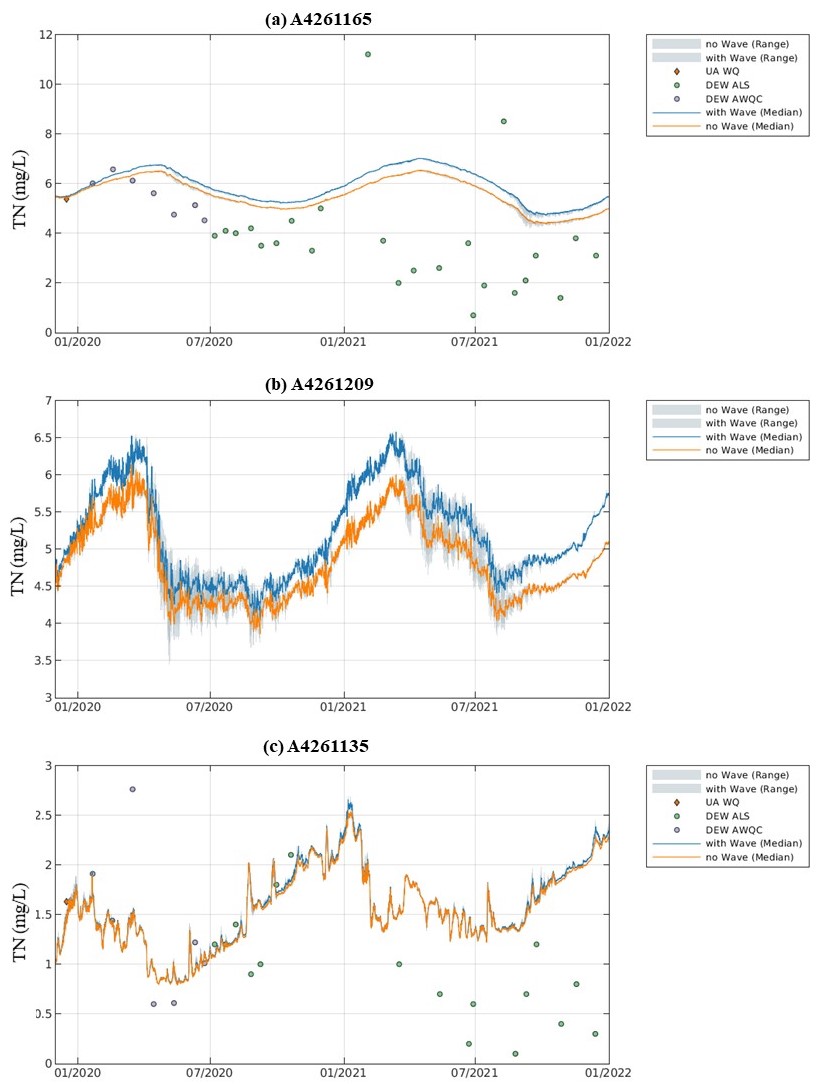 (a) A4261165
12
10
8
6
4
2
0
TN (mg/L)
01/2020
07/2020
01/2021
07/2021
01/2022
no Wave (Range)
with Wave (Range)
UA WQ
DEW ALS
DEW AWQC
with Wave (Median)
no Wave (Median)
(b) A4261209
7
6.5
6
5.5
5
4.5
4
3.5
3
TN (mg/L)
01/2020
07/2020
01/2021
07/2021
01/2022
no Wave (Range)
with Wave (Range)
with Wave (Median)
no Wave (Median)
(c) A4261135
3
2.5
2
1.5
1
0.5
0
TN (mg/L)
01/2020
07/2020
01/2021
07/2021
01/2022
no Wave (Range)
with Wave (Range)
UA WQ
DEW ALS
DEW AWQC
with Wave (Median)
no Wave (Median)